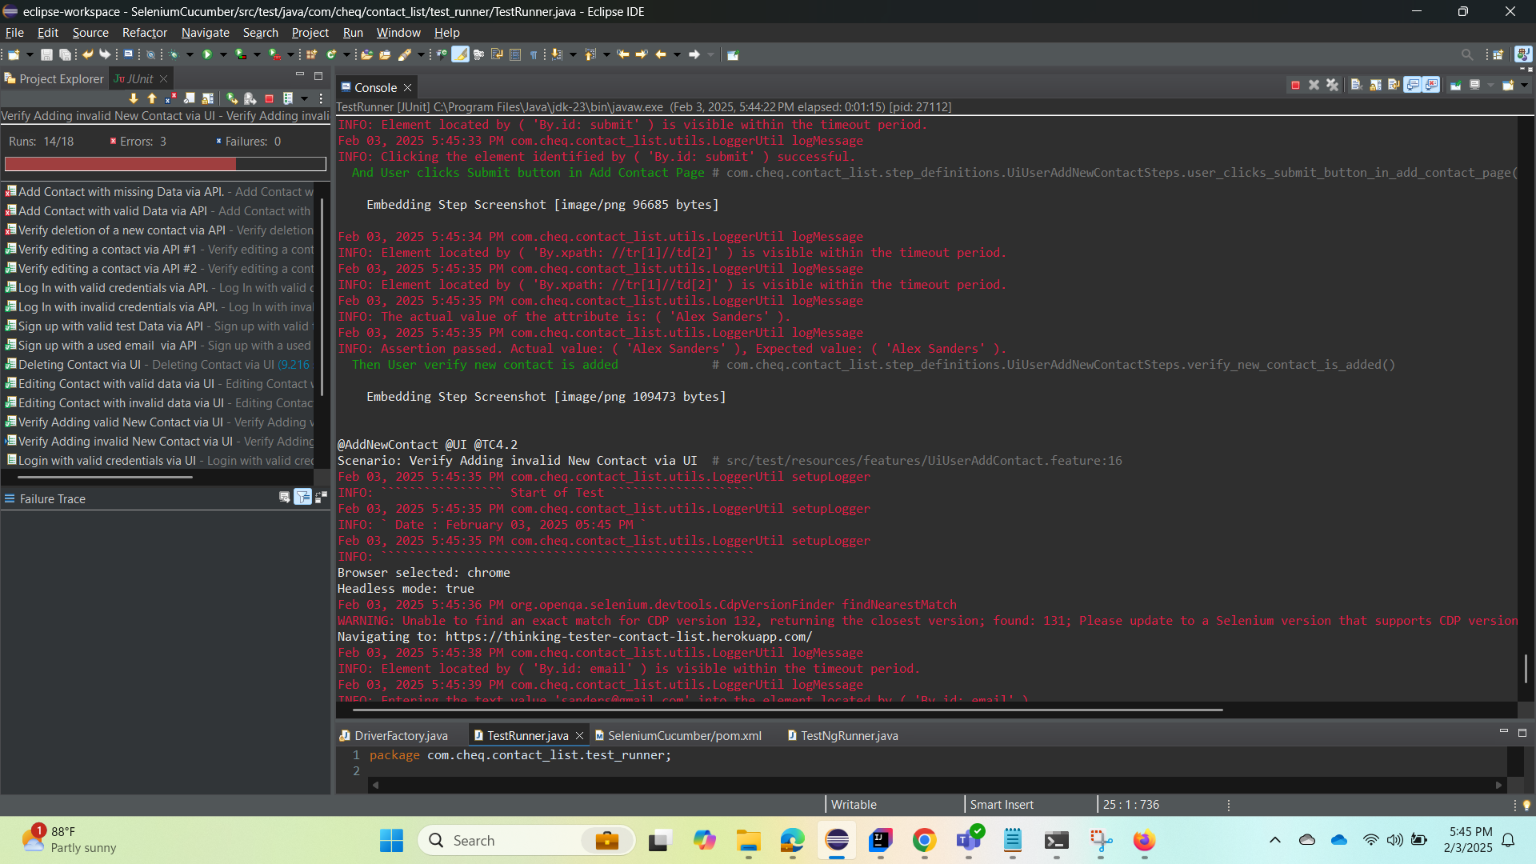 eclipse-workspace - SeleniumCucumber/src/test/java/com/cheq/contact_list/test_runner/TestRunner.java - Eclipse IDE
File Edit Source Refactor Navigate Search Project Run Window Help
Project Explorer JUnit
Verify Adding invalid New Contact via UI - Verify Adding invali
Runs: 14/18 Errors: 3 Failures: 0
Add Contact with missing Data via API. - Add Contact w
Add Contact with valid Data via API - Add Contact with
Verify deletion of a new contact via API - Verify deletion
Verify editing a contact via API #1 - Verify editing a cont
Verify editing a contact via API #2 - Verify editing a cont
Log In with valid credentials via API. - Log In with valid c
Log In with invalid credentials via API. - Log In with inva
Sign up with valid test Data via API - Sign up with valid
Sign up with a used email  via API - Sign up with a used
Deleting Contact via UI - Deleting Contact via UI (9.216
Editing Contact with valid data via UI - Editing Contact
Editing Contact with invalid data via UI - Editing Contac
Verify Adding valid New Contact via UI - Verify Adding
Verify Adding invalid New Contact via UI - Verify Adding
Login with valid credentials via UI - Login with valid cre
Failure Trace
Console
TestRunner [JUnit] C:\Program Files\Java\jdk-23\bin\javaw.exe (Feb 3, 2025, 5:44:22 PM elapsed: 0:01:15) [pid: 27112]
INFO: Element located by ( 'By.id: submit' ) is visible within the timeout period.
Feb 03, 2025 5:45:33 PM com.cheq.contact_list.utils.LoggerUtil logMessage
INFO: Clicking the element identified by ( 'By.id: submit' ) successful.
And User clicks Submit button in Add Contact Page # com.cheq.contact_list.step_definitions.UiUserAddNewContactSteps.user_clicks_submit_button_in_add_contact_page(
Embedding Step Screenshot [image/png 96685 bytes]
Feb 03, 2025 5:45:34 PM com.cheq.contact_list.utils.LoggerUtil logMessage
INFO: Element located by ( 'By.xpath: //tr[1]//td[2]' ) is visible within the timeout period.
Feb 03, 2025 5:45:35 PM com.cheq.contact_list.utils.LoggerUtil logMessage
INFO: Element located by ( 'By.xpath: //tr[1]//td[2]' ) is visible within the timeout period.
Feb 03, 2025 5:45:35 PM com.cheq.contact_list.utils.LoggerUtil logMessage
INFO: The actual value of the attribute is: ( 'Alex Sanders' ).
Feb 03, 2025 5:45:35 PM com.cheq.contact_list.utils.LoggerUtil logMessage
INFO: Assertion passed. Actual value: ( 'Alex Sanders' ), Expected value: ( 'Alex Sanders' ).
Then User verify new contact is added # com.cheq.contact_list.step_definitions.UiUserAddNewContactSteps.verify_new_contact_is_added()
Embedding Step Screenshot [image/png 109473 bytes]
@AddNewContact @UI @TC4.2
Scenario: Verify Adding invalid New Contact via UI # src/test/resources/features/UiUserAddContact.feature:16
Feb 03, 2025 5:45:35 PM com.cheq.contact_list.utils.LoggerUtil setupLogger
INFO: ````````````````` Start of Test ````````````````````
Feb 03, 2025 5:45:35 PM com.cheq.contact_list.utils.LoggerUtil setupLogger
INFO: ` Date : February 03, 2025 05:45 PM `
Feb 03, 2025 5:45:35 PM com.cheq.contact_list.utils.LoggerUtil setupLogger
INFO: ````````````````````````````````````````````````````
Browser selected: chrome
Headless mode: true
Feb 03, 2025 5:45:36 PM org.openqa.selenium.devtools.CdpVersionFinder findNearestMatch
WARNING: Unable to find an exact match for CDP version 132, returning the closest version; found: 131; Please update to a Selenium version that supports CDP version
Navigating to: https://thinking-tester-contact-list.herokuapp.com/
Feb 03, 2025 5:45:38 PM com.cheq.contact_list.utils.LoggerUtil logMessage
INFO: Element located by ( 'By.id: email' ) is visible within the timeout period.
Feb 03, 2025 5:45:39 PM com.cheq.contact_list.utils.LoggerUtil logMessage
INFO: Entering the text value 'sanders@gmail.com' into the element located by ( 'By.id: email' )
DriverFactory.java TestRunner.java SeleniumCucumber/pom.xml TestNgRunner.java
1 package com.cheq.contact_list.test_runner;
2
Writable Smart Insert 25 : 1 : 736
1 88°F
Partly sunny
Search
5:45 PM
2/3/2025